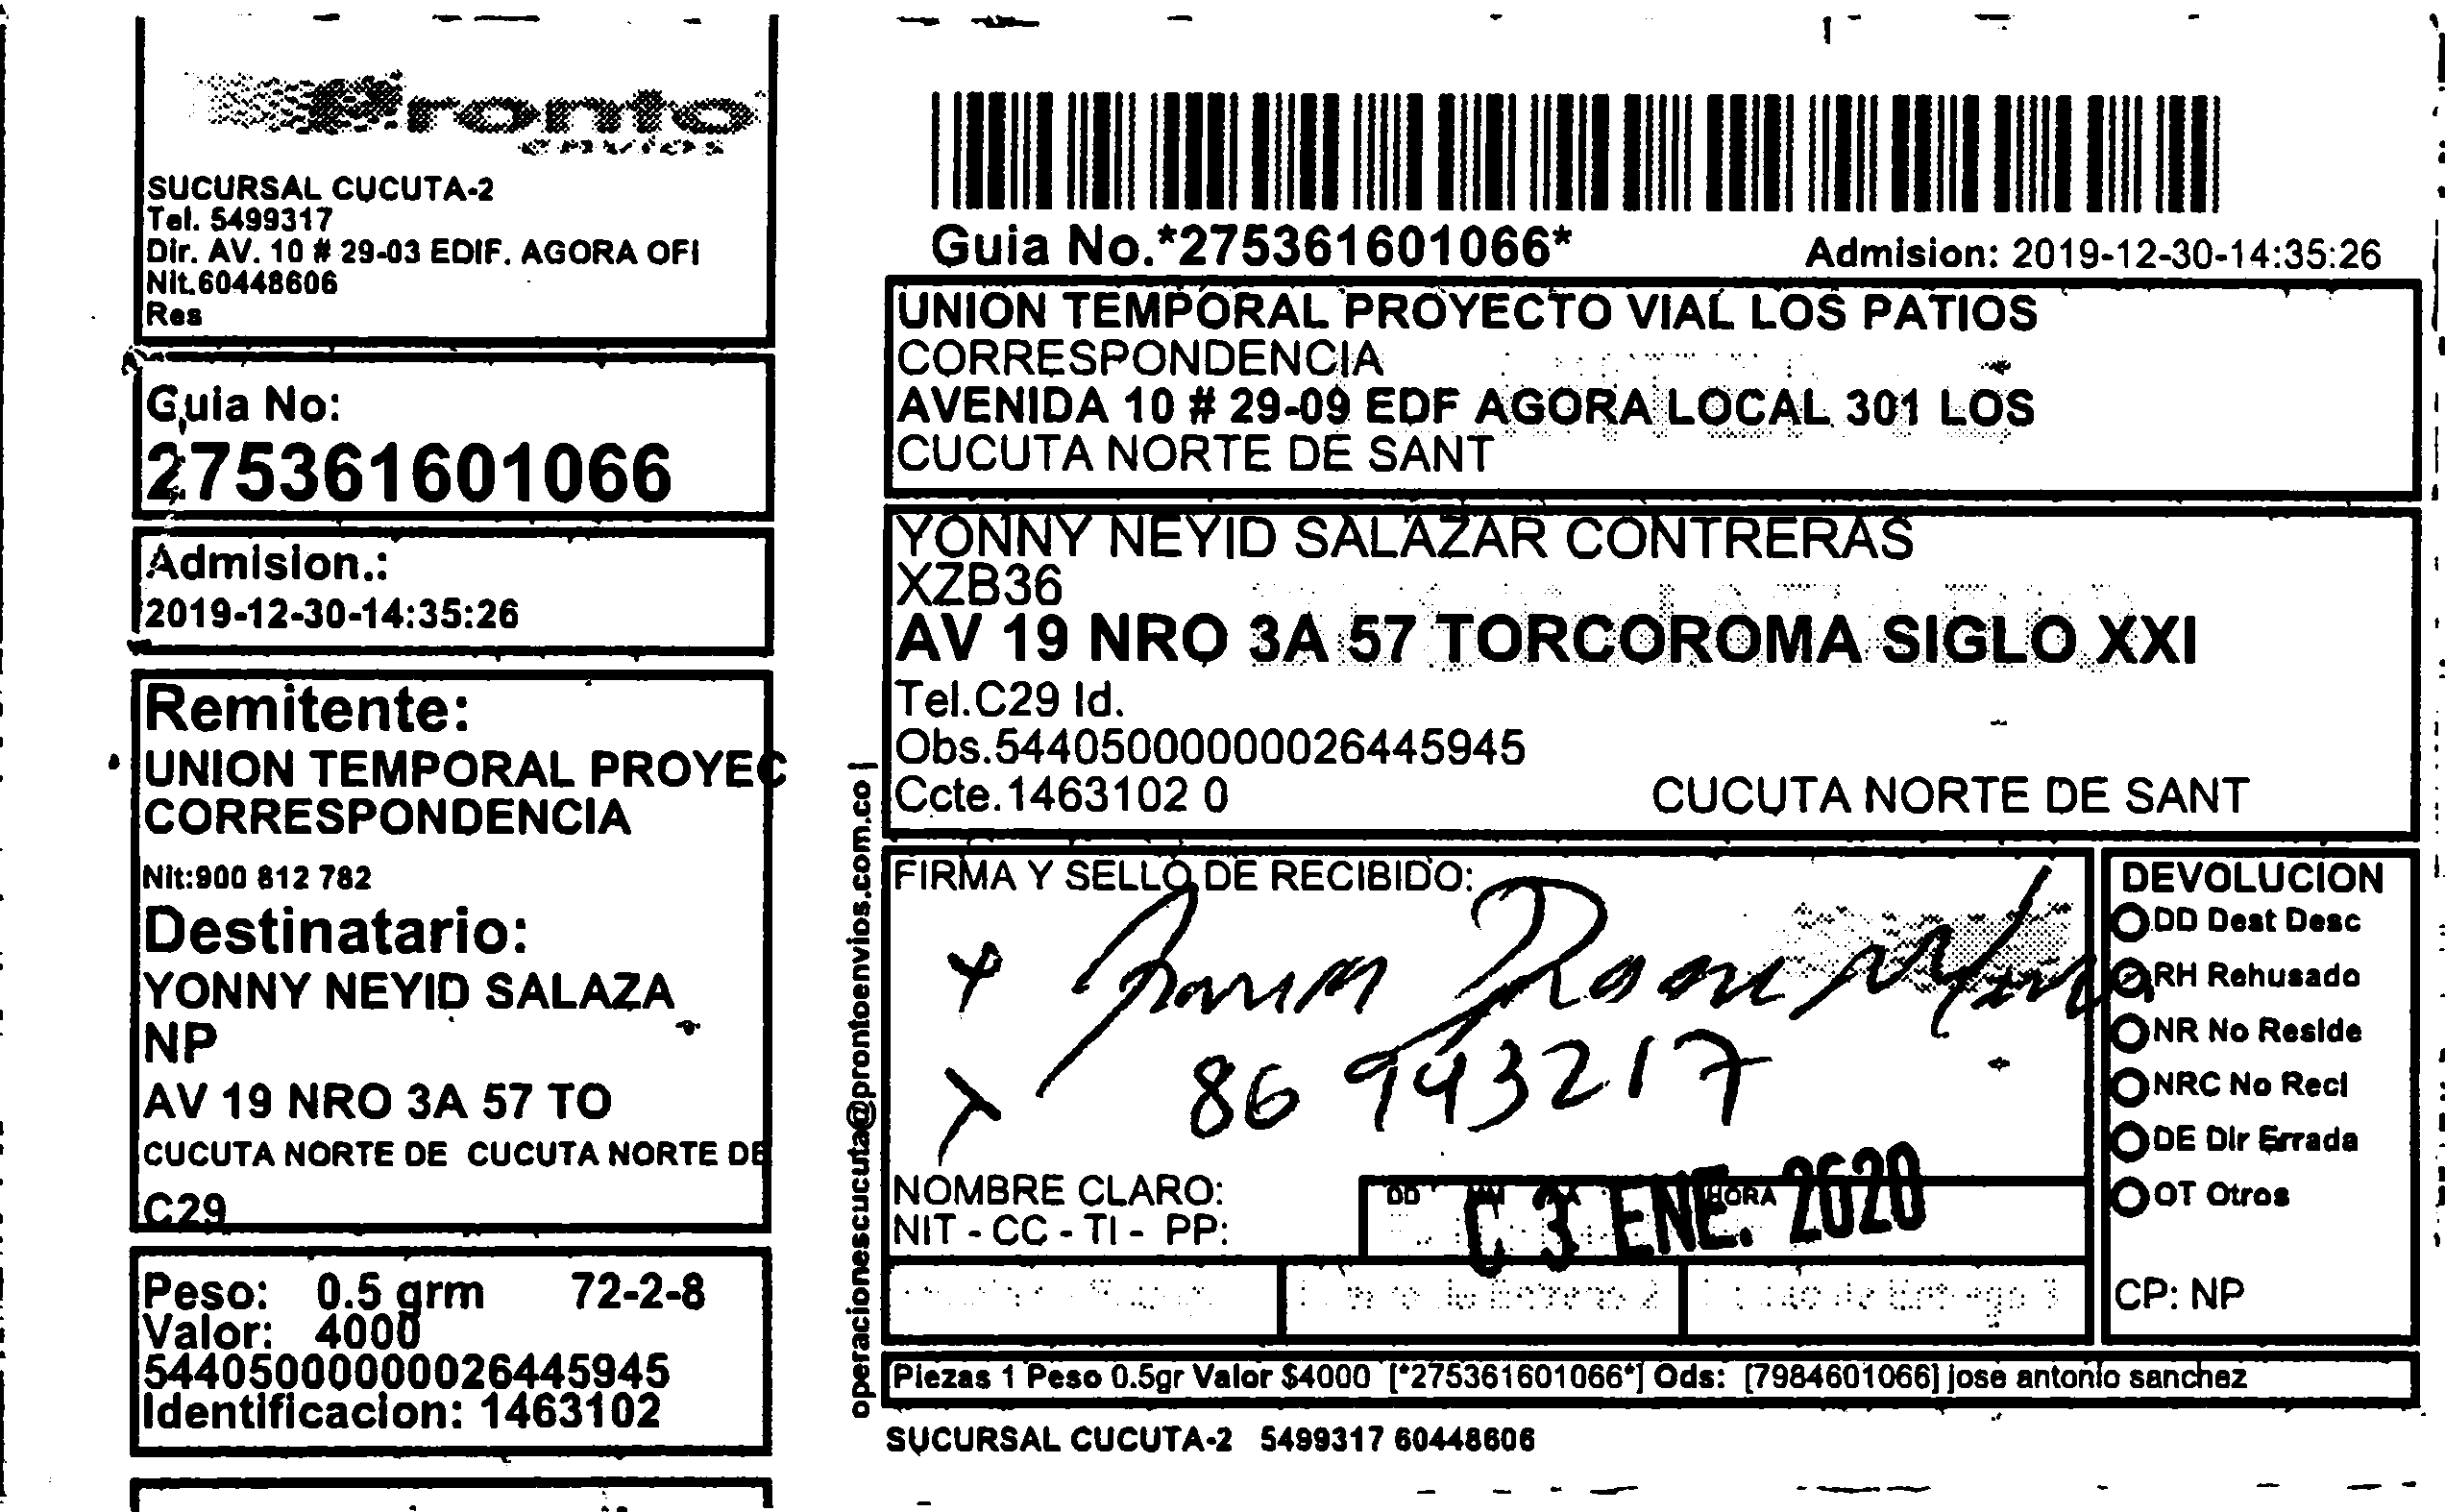 Pronto
envios
SUCURSAL CUCUTA-2
Tel. 5499317
Dir. AV. 10 # 29-03 EDIF. AGORA OFI
Nit.60448606
Res
Guia No:
275361601066
Admision.:
2019-12-30-14:35:26
Remitente:
UNION TEMPORAL PROYEC
CORRESPONDENCIA
Nit:900 812 782
Destinatario:
YONNY NEYID SALAZA
NP
AV 19 NRO 3A 57 TO
CUCUTA NORTE DE CUCUTA NORTE DE
C29
Peso: 0.5 grm 72-2-8
Valor: 4000
544050000000026445945
Identificacion: 1463102
operacionescucuta@prontoenvios.com.co |
Guia No.*275361601066*
Admision: 2019-12-30-14:35:26
UNION TEMPORAL PROYECTO VIAL LOS PATIOS
CORRESPONDENCIA
AVENIDA 10 # 29-09 EDF AGORA LOCAL 301 LOS
CUCUTA NORTE DE SANT
YONNY NEYID SALAZAR CONTRERAS
XZB36
AV 19 NRO 3A 57 TORCOROMA SIGLO XXI
Tel.C29 Id.
Obs.544050000000026445945
Ccte.1463102 0 CUCUTA NORTE DE SANT
FIRMA Y SELLO DE RECIBIDO:
86 943217
NOMBRE CLARO:
NIT - CC - TI - PP:
DD HORA
3 ENE. 2020
DEVOLUCION
DD Dest Desc
RH Rehusado
NR No Reside
NRC No Recl
DE Dir Errada
OT Otros
CP: NP
Piezas 1 Peso 0.5gr Valor $4000 [*275361601066*] Ods: [7984601066] jose antonio sanchez
SUCURSAL CUCUTA-2 5499317 60448606